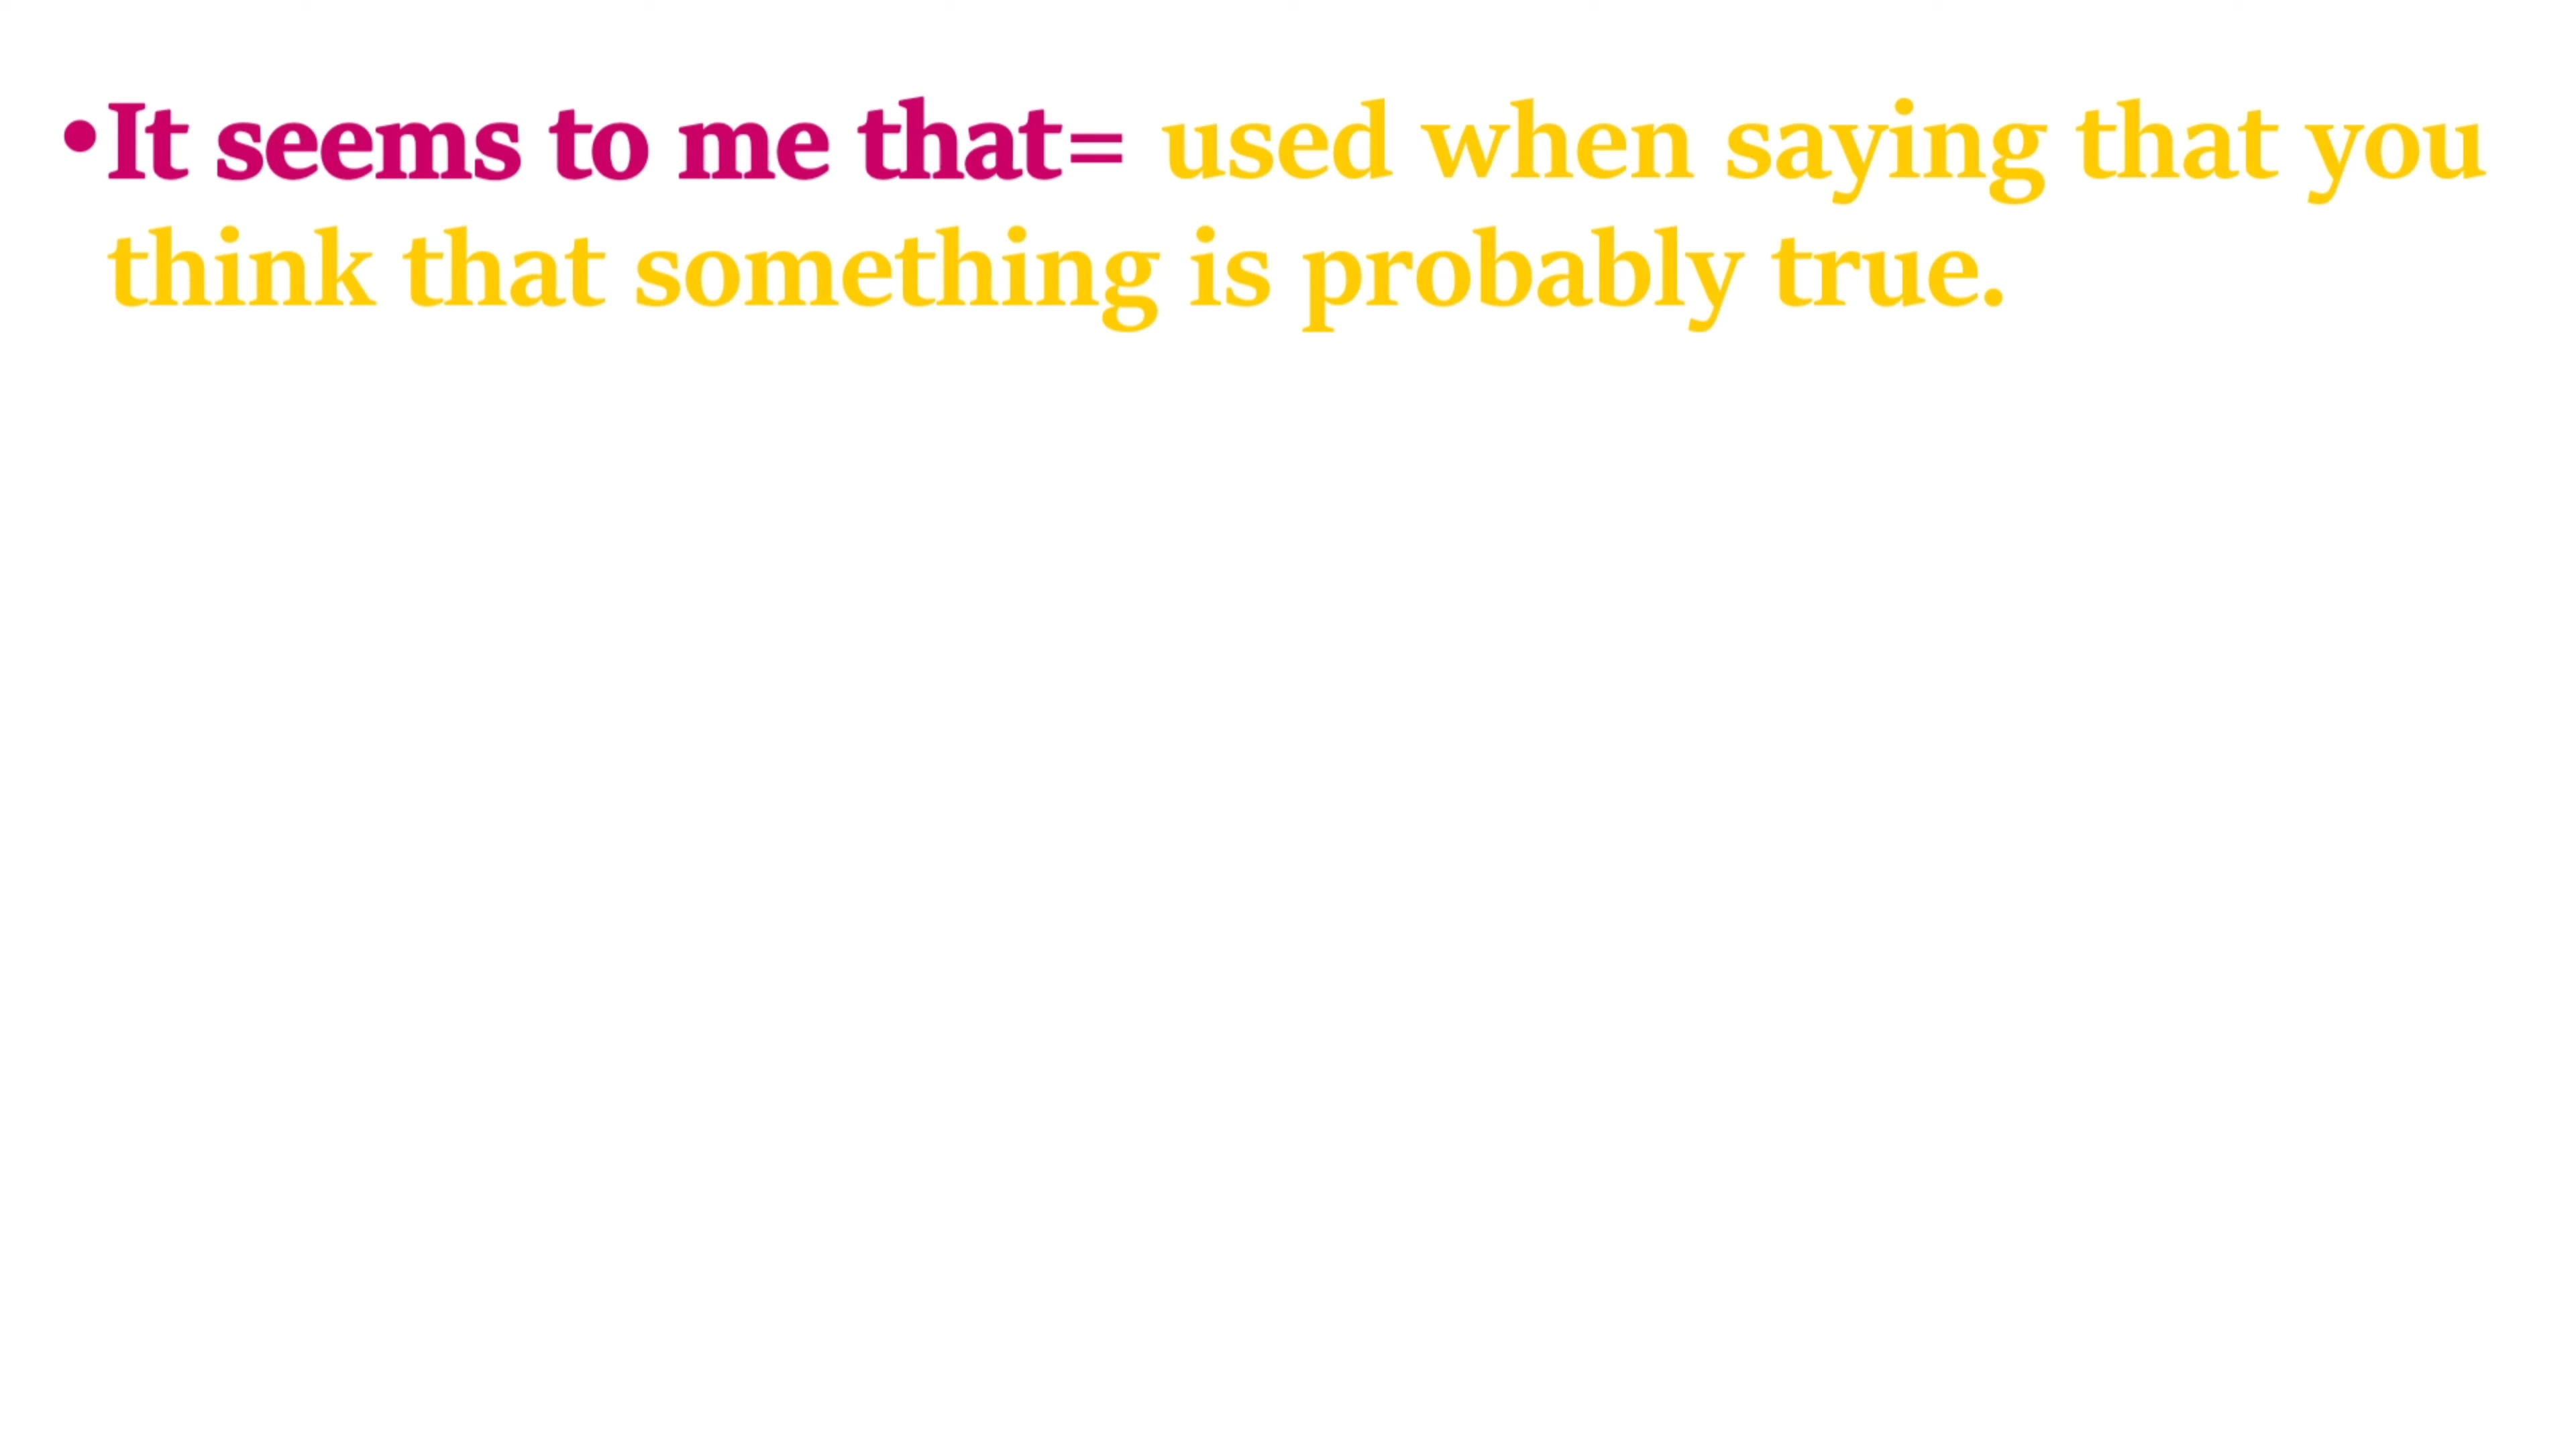 •It seems to me that= used when saying that you
think that something is probably true.